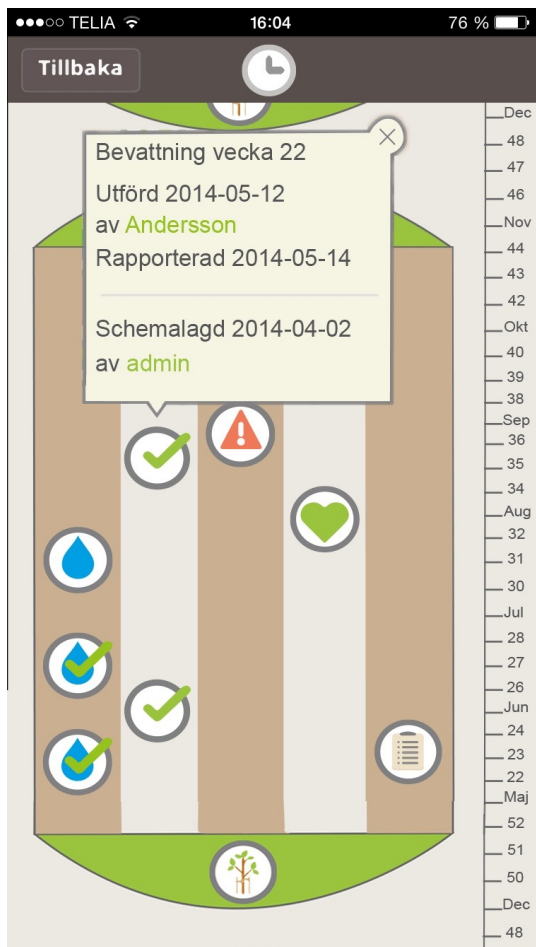 TELIA 16:04 76 %
Tillbaka
Bevattning vecka 22
Utförd 2014-05-12
av Andersson
Rapporterad 2014-05-14
Schemalagd 2014-04-02
av admin
Dec
48
47
46
Nov
44
43
42
Okt
40
39
38
Sep
36
35
34
Aug
32
31
30
Jul
28
27
26
Jun
24
23
22
Maj
52
51
50
Dec
48